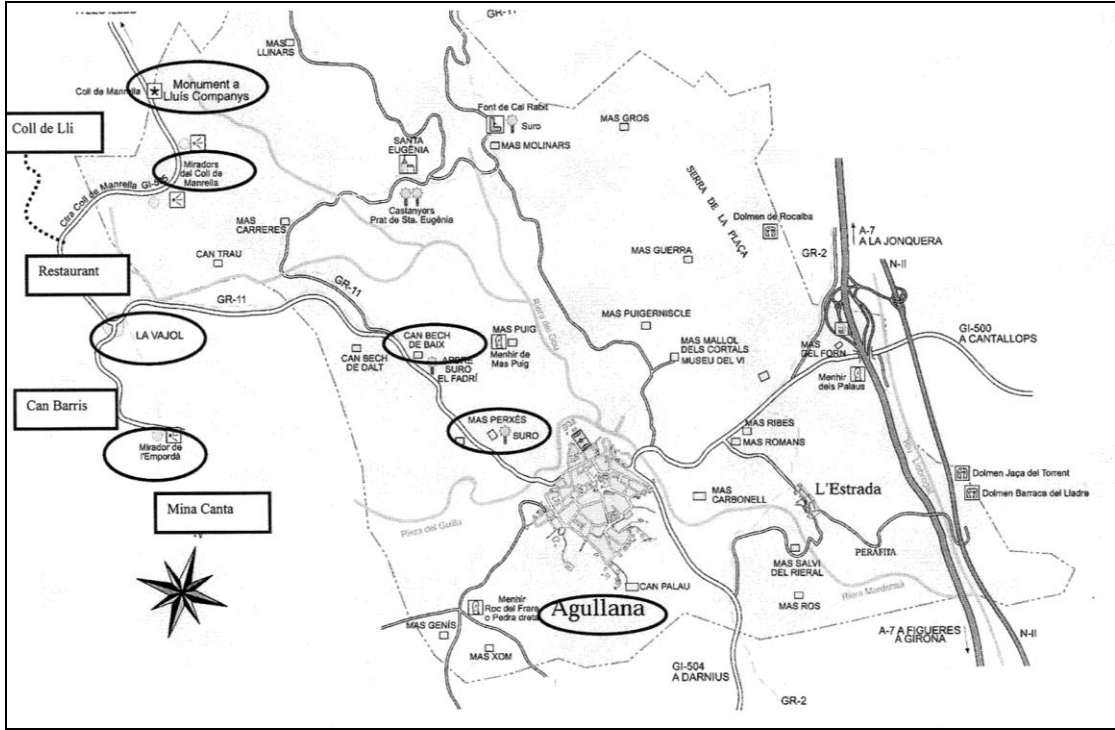 GR-11
MAS
LLINARS
Coll de Manrella
Monument a
Lluís Companys
Coll de Lli
Font de Cal Rabit
Suro
MAS GROS
MAS MOLINARS
SANTA
EUGÈNIA
Miradors
del Coll de
Manrella
Ctra Coll de Manrella
SERRA DE LA PLAÇA
Castanyers
Prat de Sta. Eugènia
MAS
CARRERES
Dolmen de Rocalba
A-7
A LA JONQUERA
GR-2
N-II
MAS GUERRA
CAN TRAU
Restaurant
GR-11
GR-11
MAS PUIGERNISCLE
LA VAJOL
CAN BECH
DE BAIX
MAS PUIG
Menhir de
Mas Puig
CAN BECH
DE DALT
ARBRE
SURO
EL FADRÍ
MAS MALLOL
DELS CORTALS
MUSEU DEL VI
MAS
DEL FORN
GI-500
A CANTALLOPS
Menhir
dels Palaus
Can Barris
MAS PERXÉS
SURO
MAS RIBES
MAS ROMANS
Mirador de
l'Empordà
Dolmen Jaça del Torrent
Dolmen Barraca del Lladre
MAS
CARBONELL
L'Estrada
Mina Canta
Riera del Guilla
PERAFITA
MAS SALVI
DEL RIERAL
CAN PALAU
MAS ROS
Menhir
Roc del Frare
o Pedra dreta
Agullana
MAS GENÍS
MAS XOM
A-7 A FIGUERES
A GIRONA
N-II
GI-504
A DARNIUS
GR-2